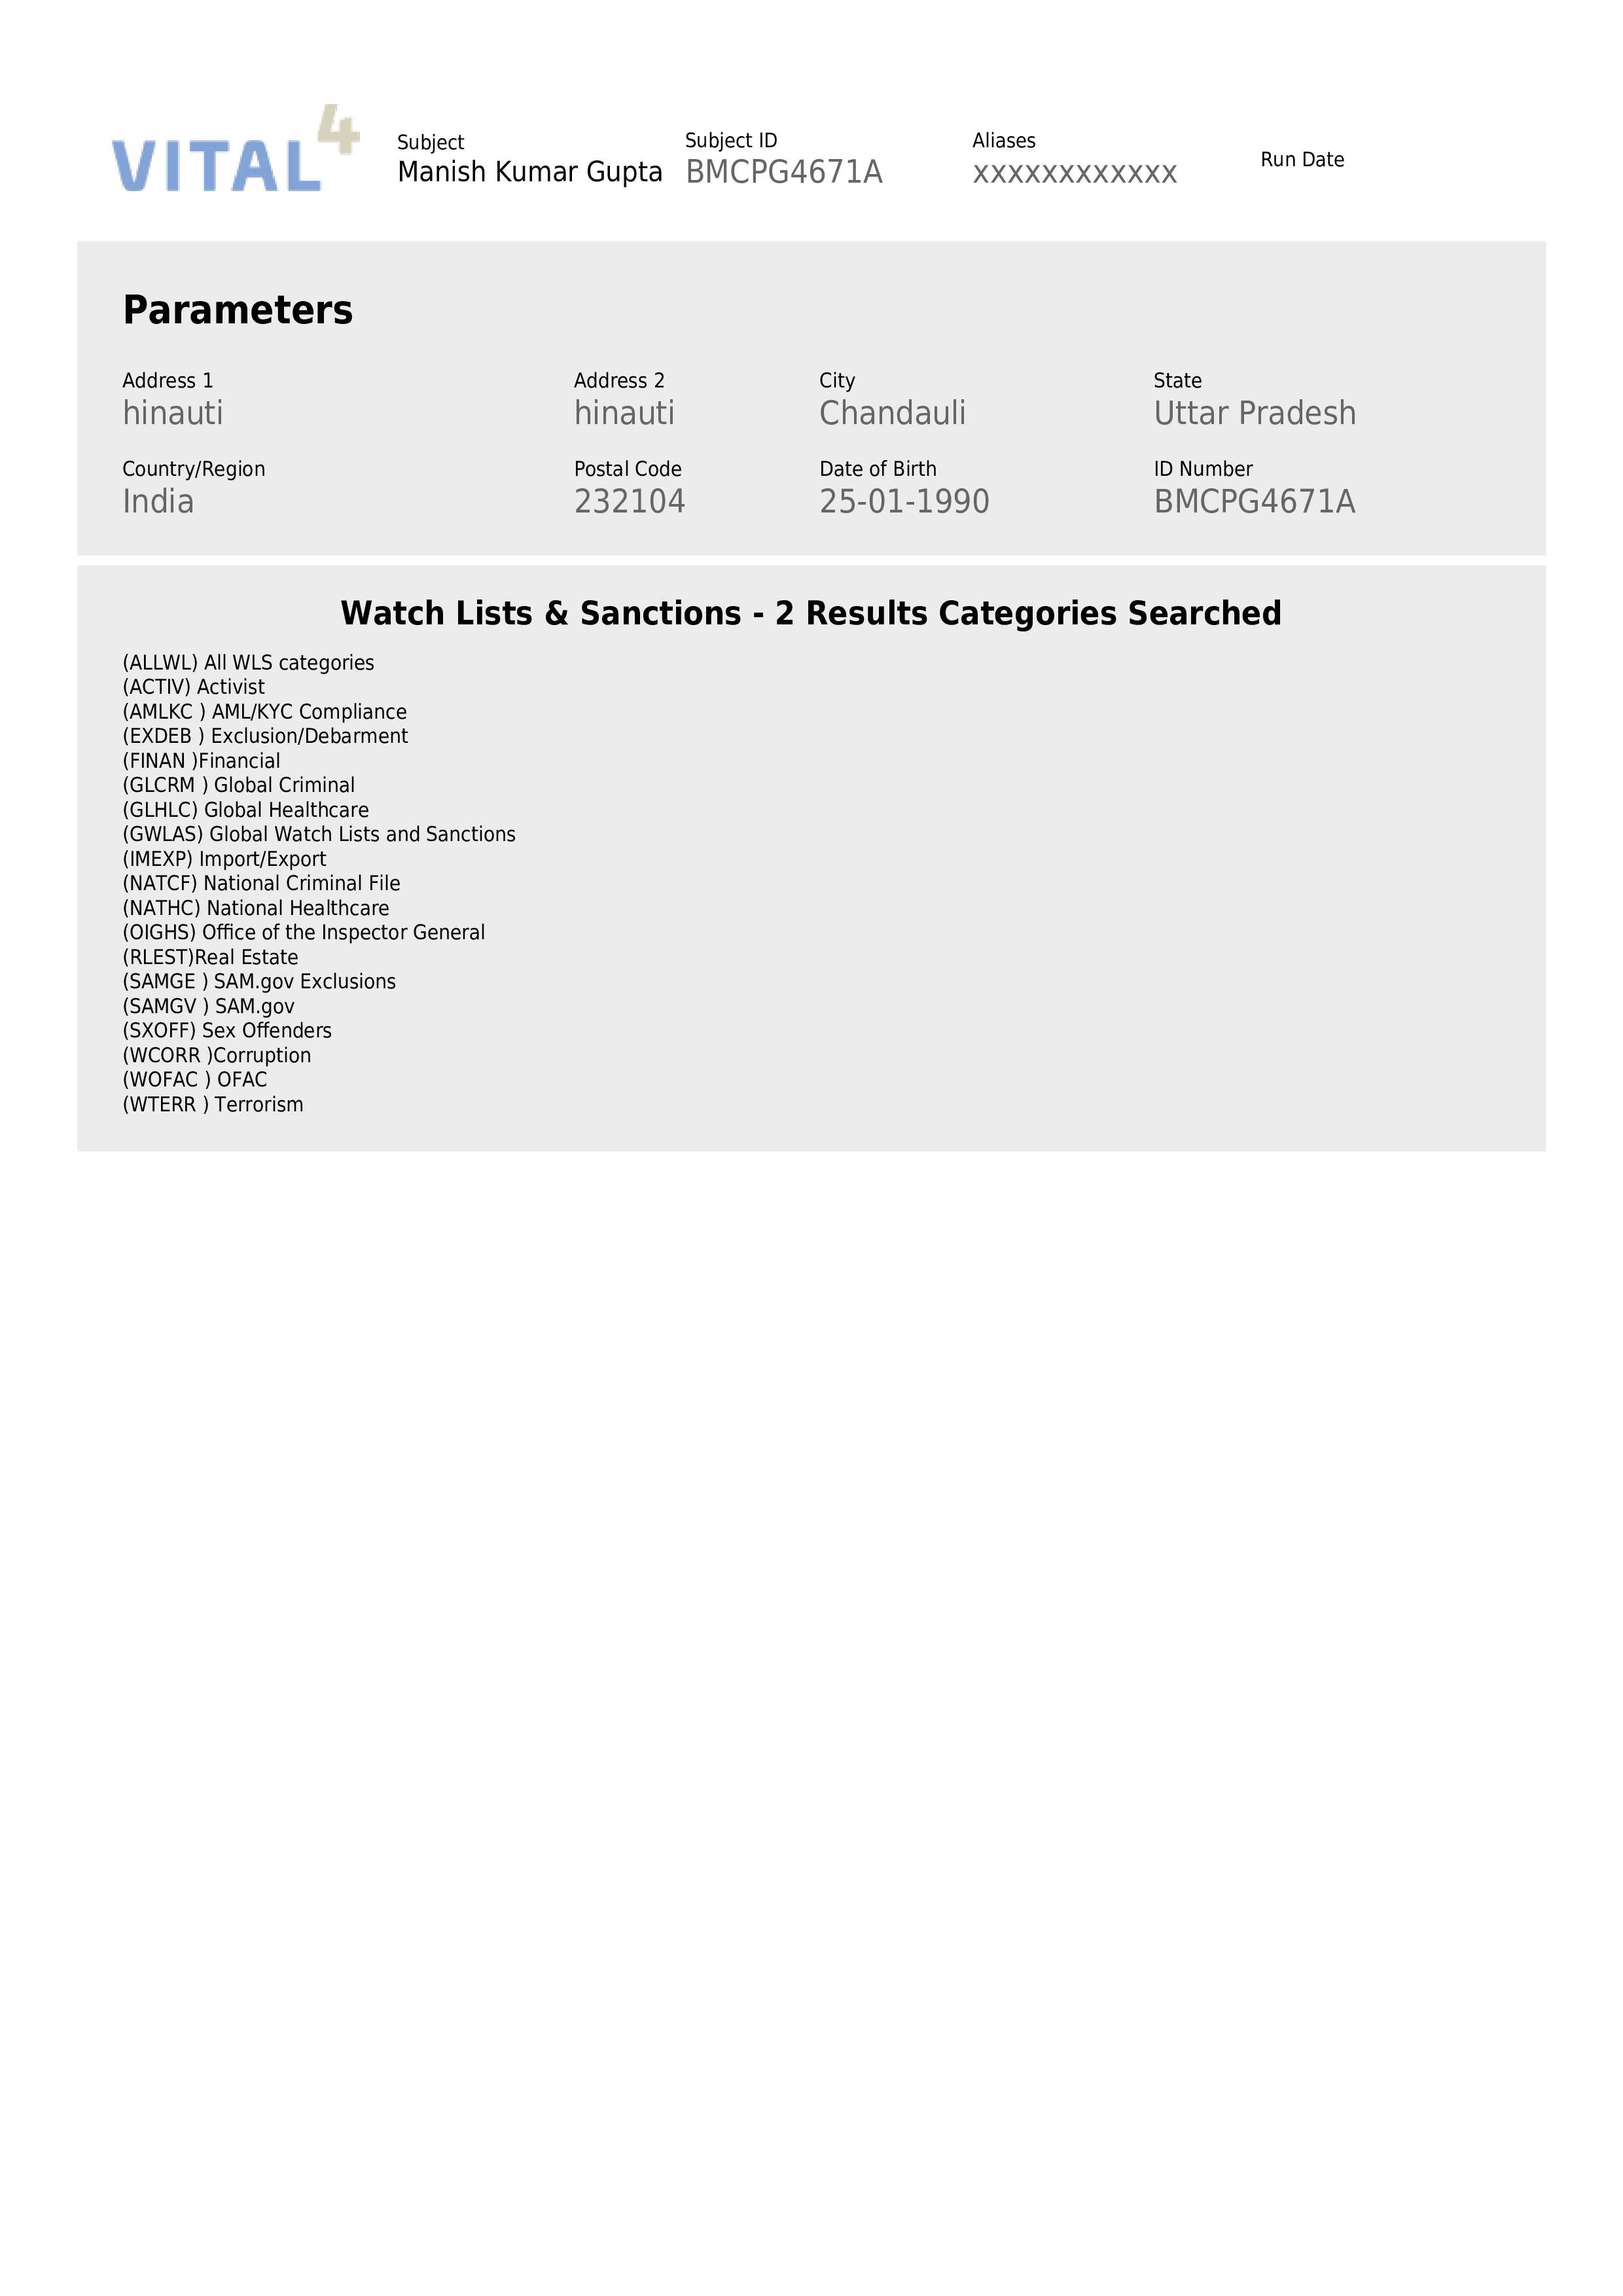 VITAL4
Subject
Manish Kumar Gupta
Subject ID
BMCPG4671A
Aliases
xxxxxxxxxxxx
Run Date
Parameters
Address 1
hinauti
Address 2
hinauti
City
Chandauli
State
Uttar Pradesh
Country/Region
India
Postal Code
232104
Date of Birth
25-01-1990
ID Number
BMCPG4671A
Watch Lists & Sanctions - 2 Results Categories Searched
(ALLWL) All WLS categories
(ACTIV) Activist
(AMLKC ) AML/KYC Compliance
(EXDEB ) Exclusion/Debarment
(FINAN )Financial
(GLCRM ) Global Criminal
(GLHLC) Global Healthcare
(GWLAS) Global Watch Lists and Sanctions
(IMEXP) Import/Export
(NATCF) National Criminal File
(NATHC) National Healthcare
(OIGHS) Office of the Inspector General
(RLEST)Real Estate
(SAMGE ) SAM.gov Exclusions
(SAMGV ) SAM.gov
(SXOFF) Sex Offenders
(WCORR )Corruption
(WOFAC ) OFAC
(WTERR ) Terrorism